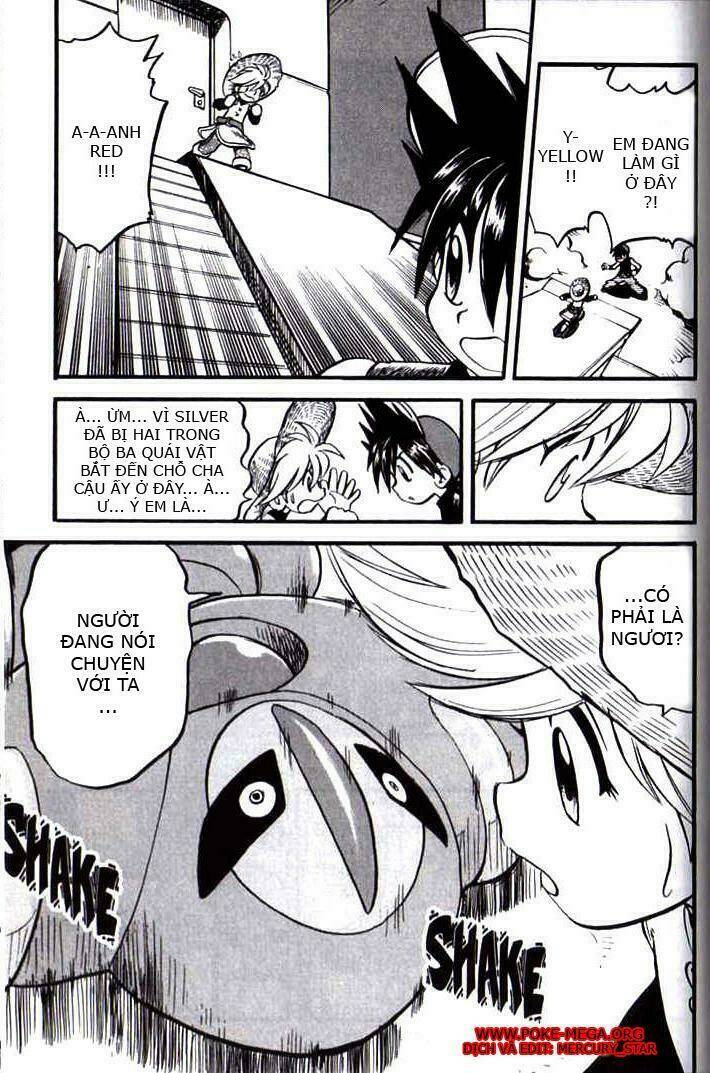 EM ĐANG
LÀM GÌ
Ở ĐÂY
?!
Y-
YELLOW
!!
A-A-ANH
RED
!!!
À... ỪM... VÌ SILVER
ĐÃ BỊ HAI TRONG
BỘ BA QUÁI VẬT
BẮT ĐẾN CHỖ CHA
CẬU ẤY Ở ĐÂY... À...
Ư... Ý EM LÀ...
...CÓ
PHẢI LÀ
NGƯƠI?
NGƯỜI
ĐANG NÓI
CHUYỆN
VỚI TA
...
SHAKE
SHAKE
WWW.POKE-MEGA.ORG
DỊCH VÀ EDIT: MERCURY_STAR